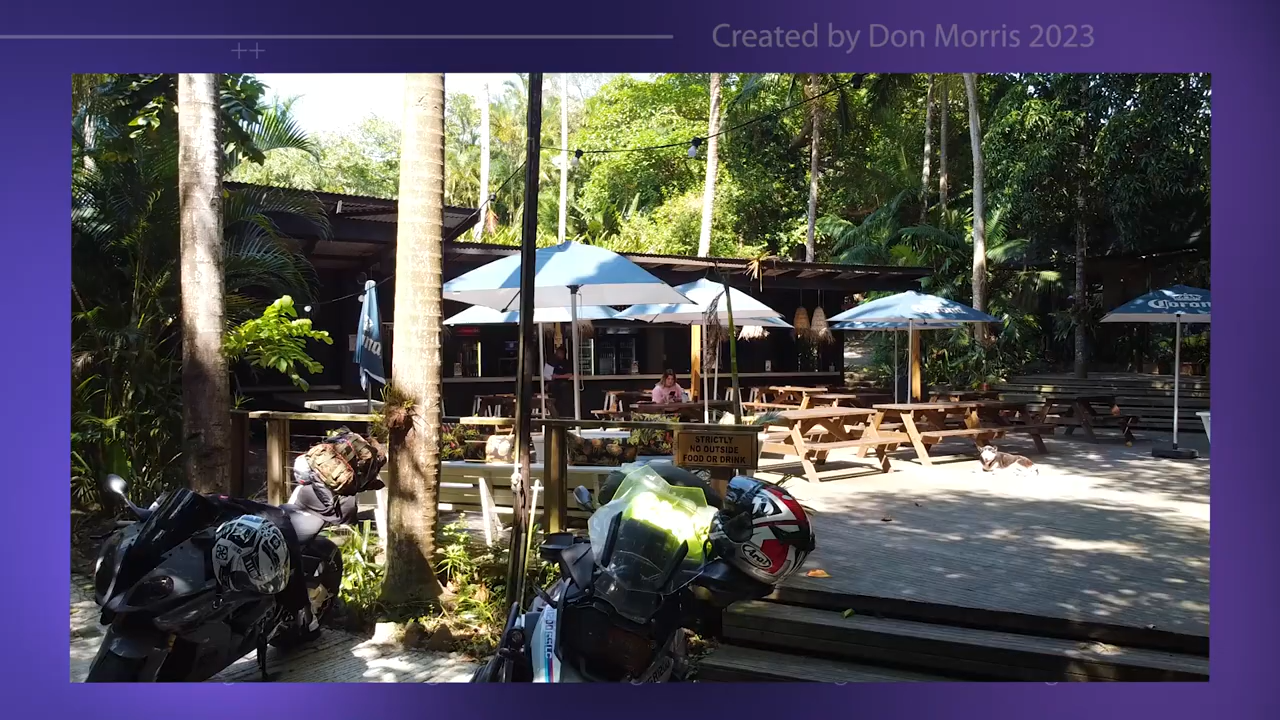 Created by Don Morris 2023
Corona
STRICTLY
NO OUTSIDE
FOOD OR DRINK
Arai